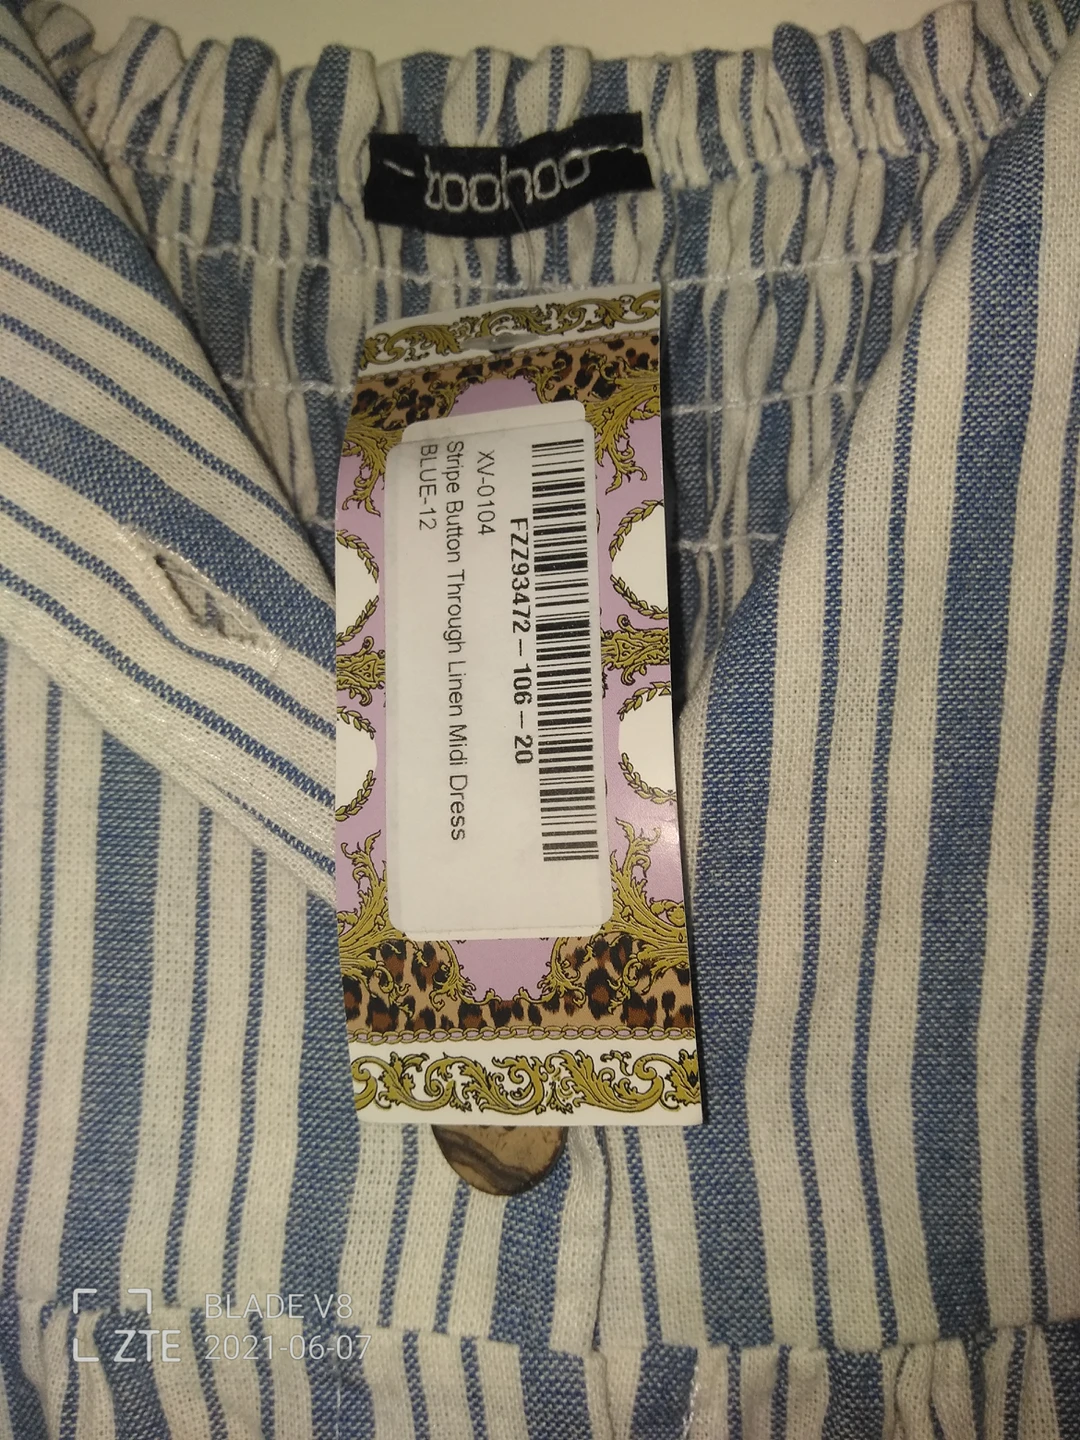 boohoo
FZZ93472-106-20
XV-0104
Stripe Button Through Linen Midi Dress
BLUE-12
ZTE
BLADE V8
2021-06-07